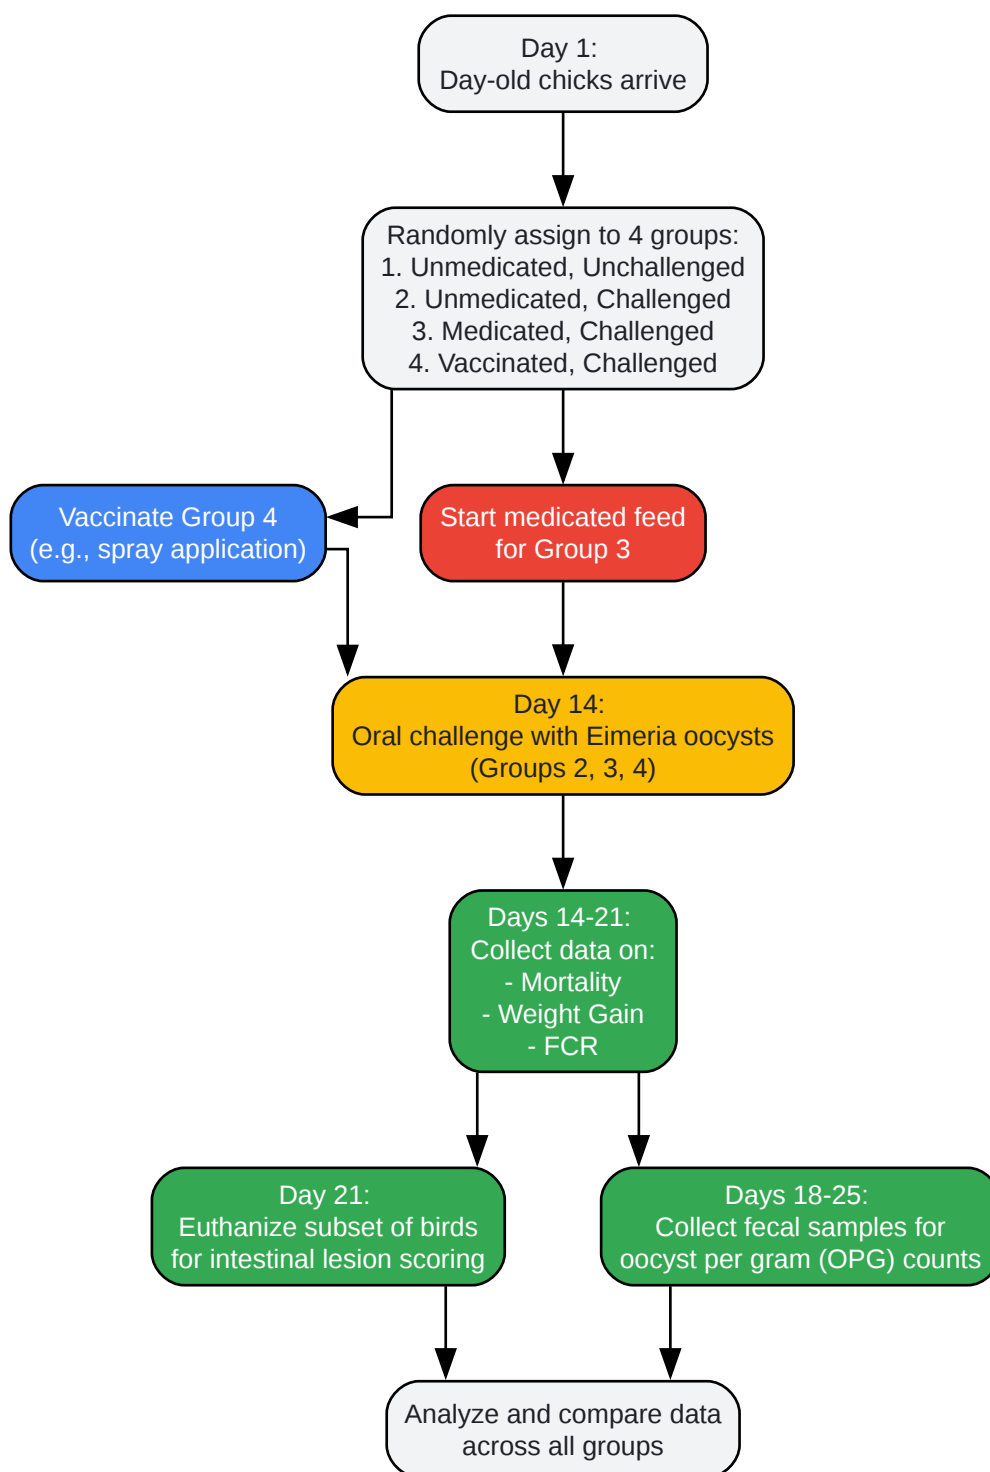 Day 1:
Day-old chicks arrive
Randomly assign to 4 groups:
1. Unmedicated, Unchallenged
2. Unmedicated, Challenged
3. Medicated, Challenged
4. Vaccinated, Challenged
Vaccinate Group 4
(e.g., spray application)
Start medicated feed
for Group 3
Day 14:
Oral challenge with Eimeria oocysts
(Groups 2, 3, 4)
Days 14-21:
Collect data on:
- Mortality
- Weight Gain
- FCR
Day 21:
Euthanize subset of birds
for intestinal lesion scoring
Days 18-25:
Collect fecal samples for
oocyst per gram (OPG) counts
Analyze and compare data
across all groups